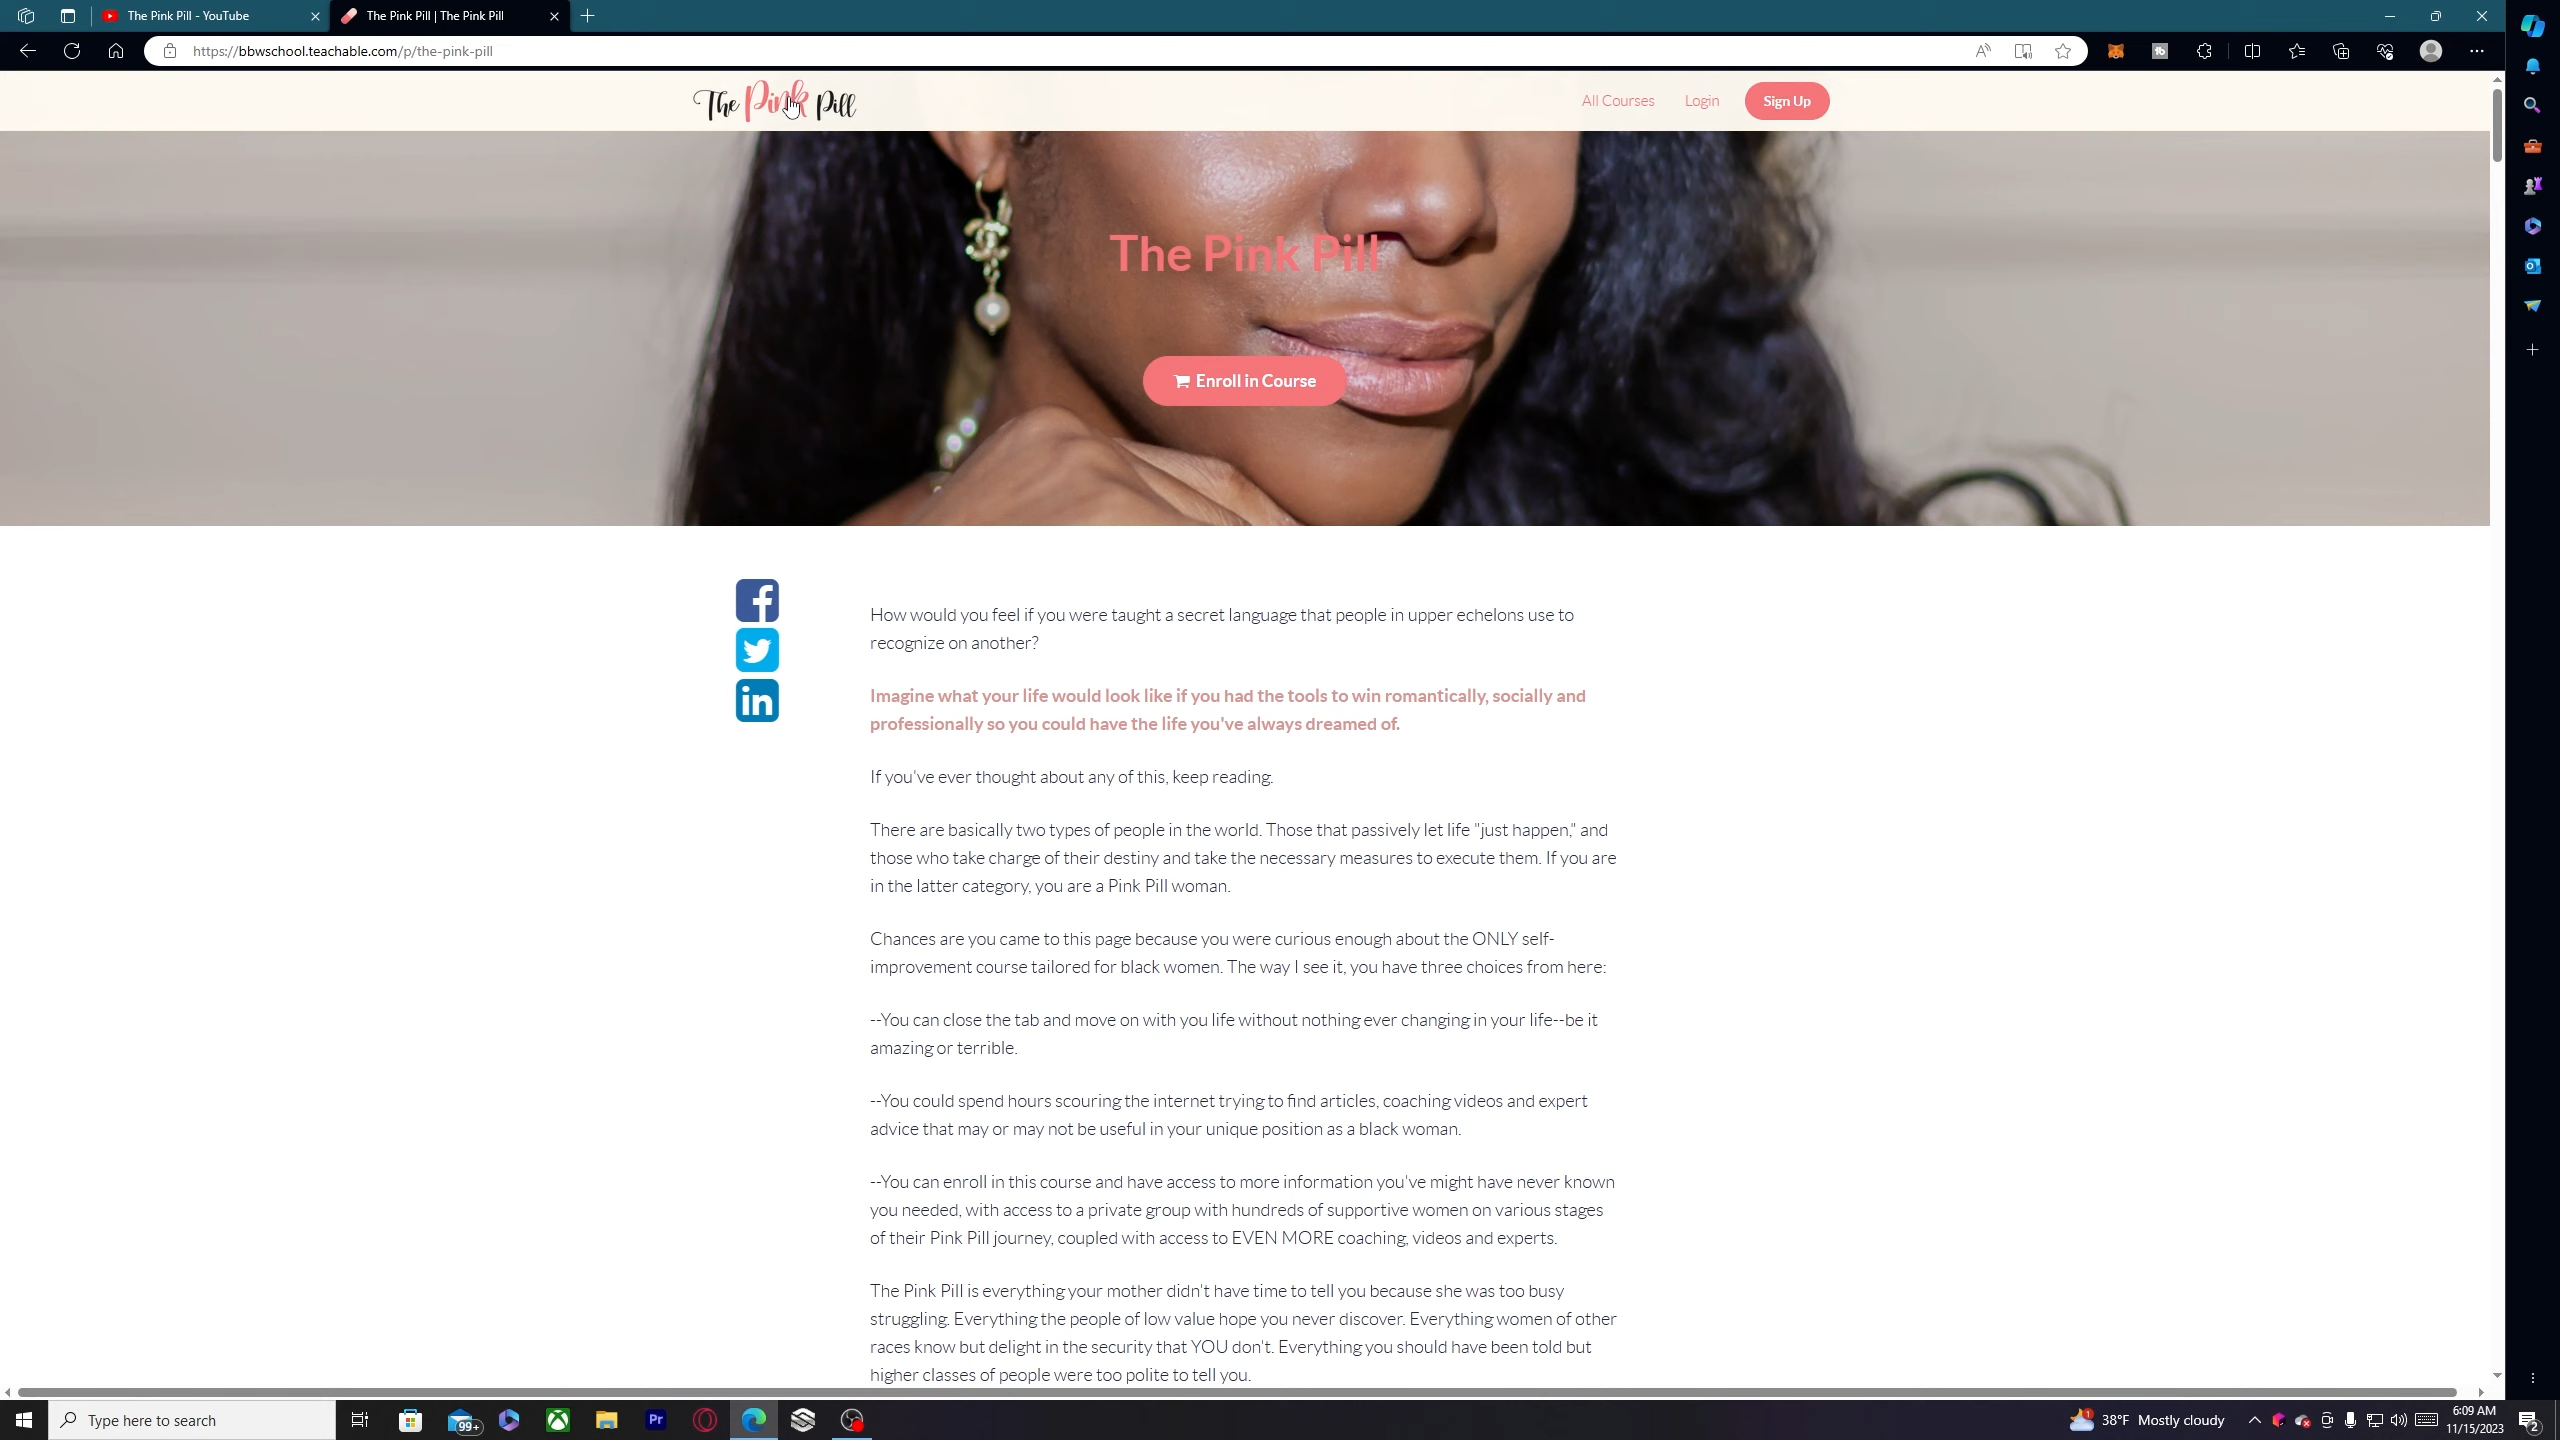 The Pink Pill - YouTube
The Pink Pill | The Pink Pill
https://bbwschool.teachable.com/p/the-pink-pill
The Pink Pill
All Courses
Login
Sign Up
The Pink Pill
Enroll in Course
How would you feel if you were taught a secret language that people in upper echelons use to
recognize on another?
Imagine what your life would look like if you had the tools to win romantically, socially and
professionally so you could have the life you've always dreamed of.
If you've ever thought about any of this, keep reading.
There are basically two types of people in the world. Those that passively let life "just happen," and
those who take charge of their destiny and take the necessary measures to execute them. If you are
in the latter category, you are a Pink Pill woman.
Chances are you came to this page because you were curious enough about the ONLY self-
improvement course tailored for black women. The way I see it, you have three choices from here:
--You can close the tab and move on with you life without nothing ever changing in your life--be it
amazing or terrible.
--You could spend hours scouring the internet trying to find articles, coaching videos and expert
advice that may or may not be useful in your unique position as a black woman.
--You can enroll in this course and have access to more information you've might have never known
you needed, with access to a private group with hundreds of supportive women on various stages
of their Pink Pill journey, coupled with access to EVEN MORE coaching, videos and experts.
The Pink Pill is everything your mother didn't have time to tell you because she was too busy
struggling. Everything the people of low value hope you never discover. Everything women of other
races know but delight in the security that YOU don't. Everything you should have been told but
higher classes of people were too polite to tell you.
Type here to search
99+
Pr
38°F Mostly cloudy
6:09 AM
11/15/2023
2